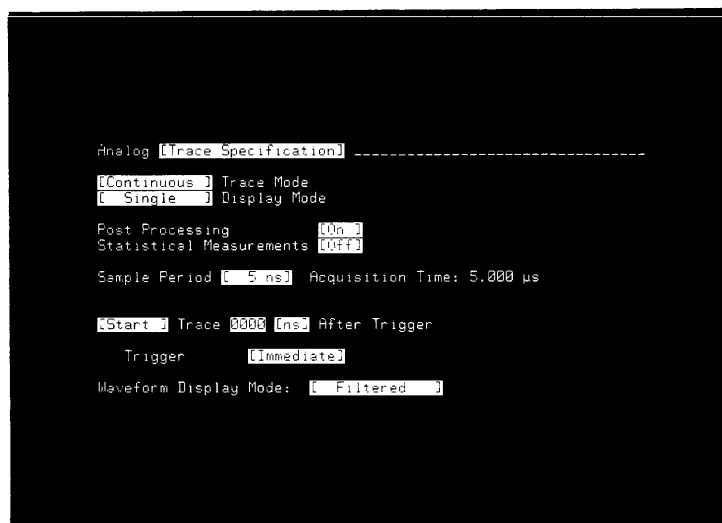 Analog [Trace Specification] ________________________________
[Continuous ] Trace Mode
[  Single   ] Display Mode
Post Processing          [On ]
Statistical Measurements [Off]
Sample Period [  5 ns]  Acquisition Time: 5.000 µs
[Start ] Trace 0000 [ns] After Trigger
Trigger        [Immediate]
Waveform Display Mode:  [  Filtered   ]